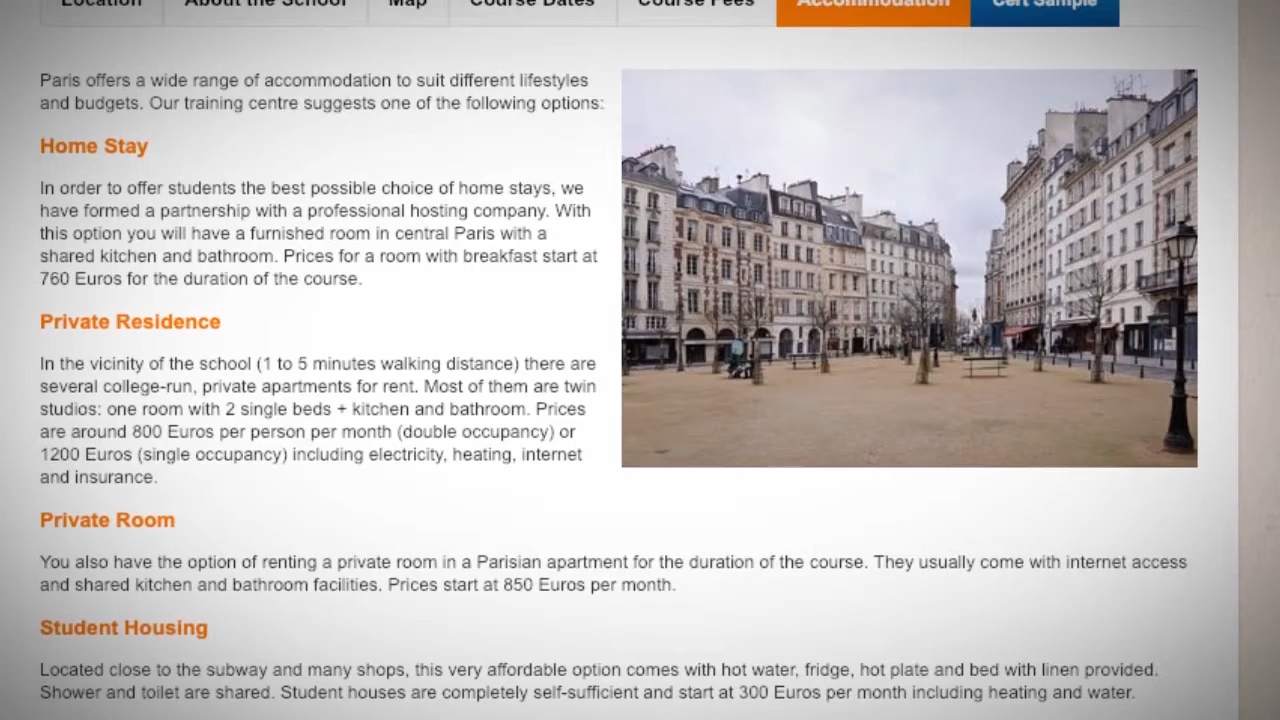 Location About the School Map Course Dates Course Fees Accommodation Cert Sample
Paris offers a wide range of accommodation to suit different lifestyles
and budgets. Our training centre suggests one of the following options:
Home Stay
In order to offer students the best possible choice of home stays, we
have formed a partnership with a professional hosting company. With
this option you will have a furnished room in central Paris with a
shared kitchen and bathroom. Prices for a room with breakfast start at
760 Euros for the duration of the course.
Private Residence
In the vicinity of the school (1 to 5 minutes walking distance) there are
several college-run, private apartments for rent. Most of them are twin
studios: one room with 2 single beds + kitchen and bathroom. Prices
are around 800 Euros per person per month (double occupancy) or
1200 Euros (single occupancy) including electricity, heating, internet
and insurance.
Private Room
You also have the option of renting a private room in a Parisian apartment for the duration of the course. They usually come with internet access
and shared kitchen and bathroom facilities. Prices start at 850 Euros per month.
Student Housing
Located close to the subway and many shops, this very affordable option comes with hot water, fridge, hot plate and bed with linen provided.
Shower and toilet are shared. Student houses are completely self-sufficient and start at 300 Euros per month including heating and water.